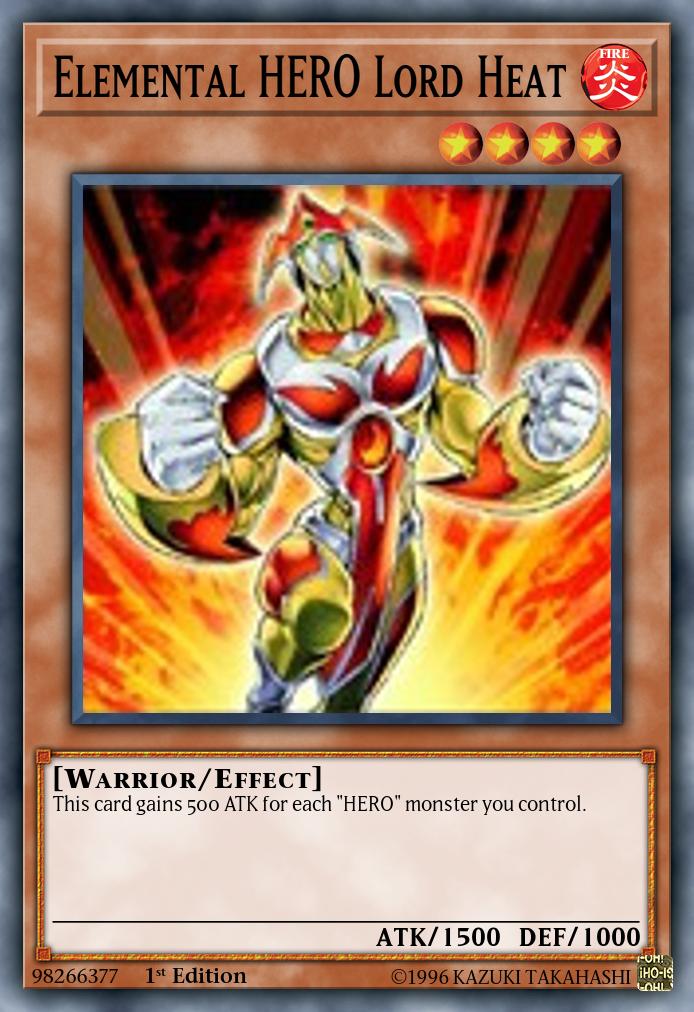 Elemental HERO Lord Heat
FIRE
炎
[Warrior/Effect]
This card gains 500 ATK for each "HERO" monster you control.
ATK/1500 DEF/1000
98266377 1st Edition ©1996 KAZUKI TAKAHASHI